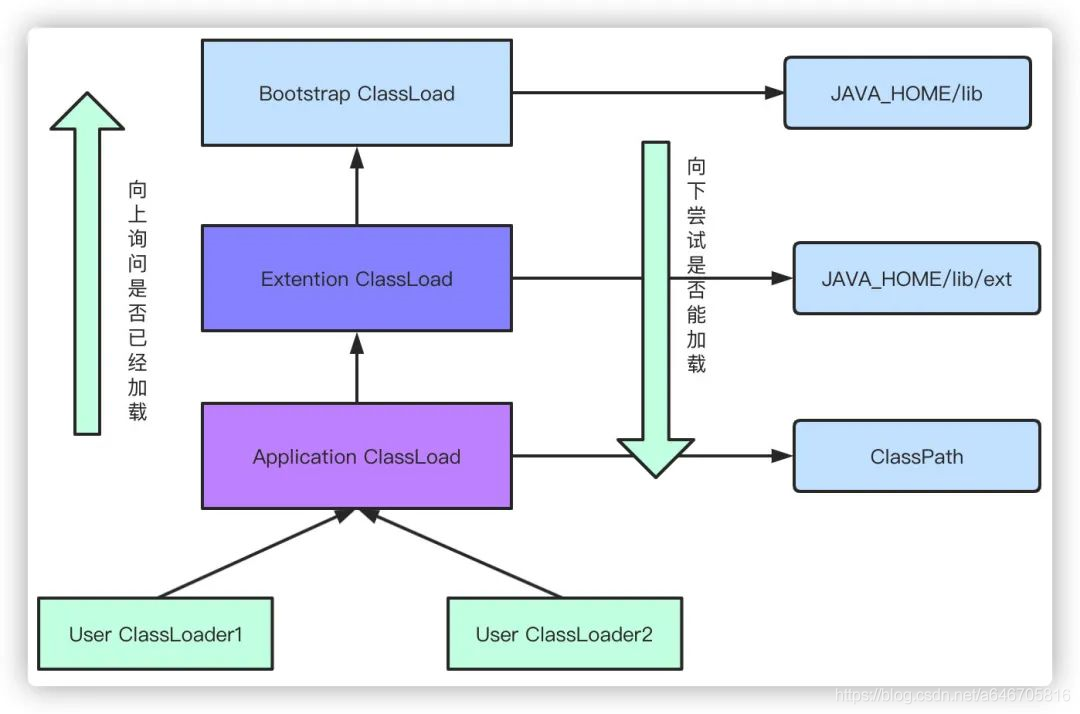 Bootstrap ClassLoad
JAVA_HOME/lib
向上询问是否已经加载
向下尝试是否能加载
Extention ClassLoad
JAVA_HOME/lib/ext
Application ClassLoad
ClassPath
User ClassLoader1
User ClassLoader2
https://blog.csdn.net/a646705816